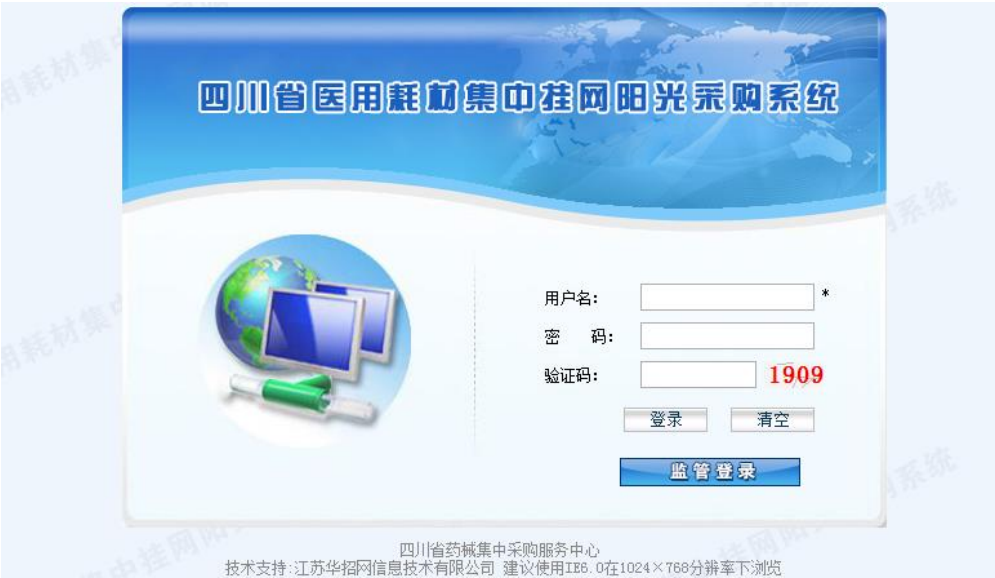 四川省医用耗材集中挂网阳光采购系统
用户名： *
密 码：
验证码： 1909
登录 清空
监管登录
四川省药械集中采购服务中心
技术支持:江苏华招网信息技术有限公司 建议使用IE6.0在1024×768分辨率下浏览